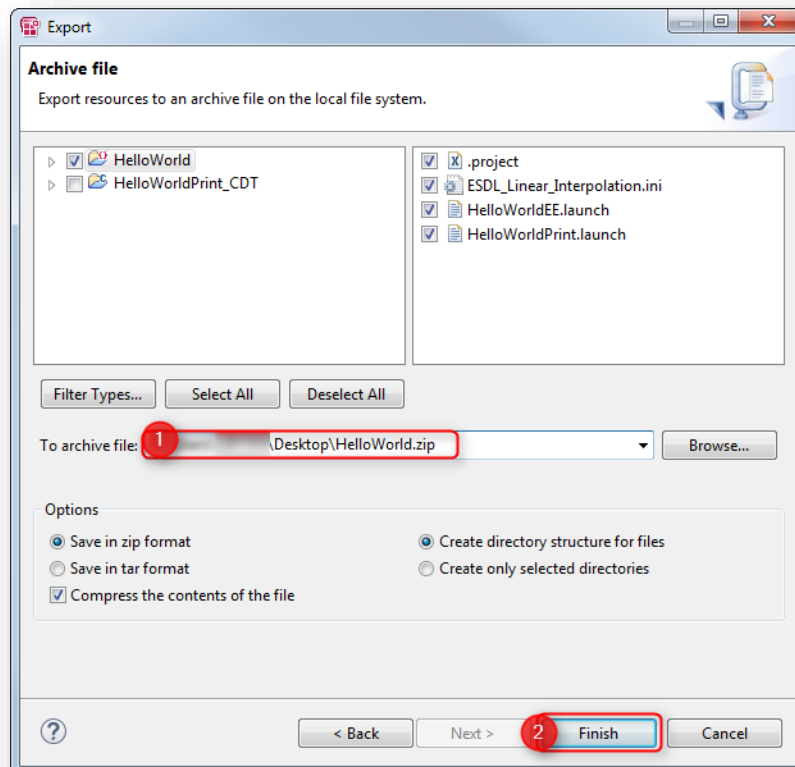 Export
Archive file
Export resources to an archive file on the local file system.
HelloWorld
HelloWorldPrint_CDT
.project
ESDL_Linear_Interpolation.ini
HelloWorldEE.launch
HelloWorldPrint.launch
Filter Types...
Select All
Deselect All
To archive file: 1 \Desktop\HelloWorld.zip
Browse...
Options
Save in zip format
Create directory structure for files
Save in tar format
Create only selected directories
Compress the contents of the file
?
< Back
Next >
2 Finish
Cancel